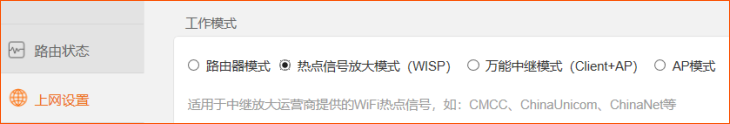 工作模式
路由状态
路由器模式 热点信号放大模式（WISP） 万能中继模式（Client+AP） AP模式
上网设置
适用于中继放大运营商提供的WiFi热点信号，如：CMCC、ChinaUnicom、ChinaNet等